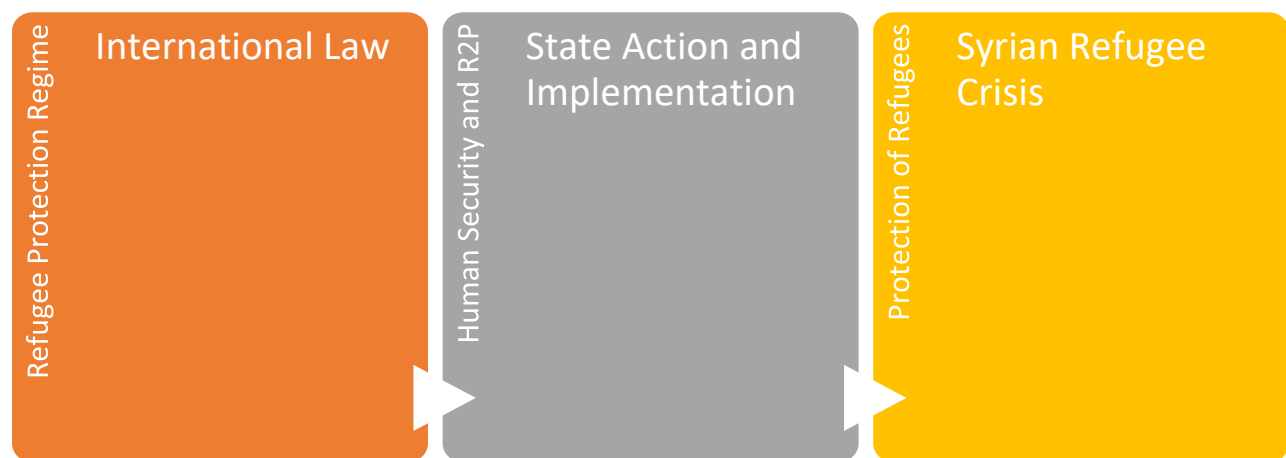 Refugee Protection Regime
International Law
Human Security and R2P
State Action and
Implementation
Protection of Refugees
Syrian Refugee
Crisis